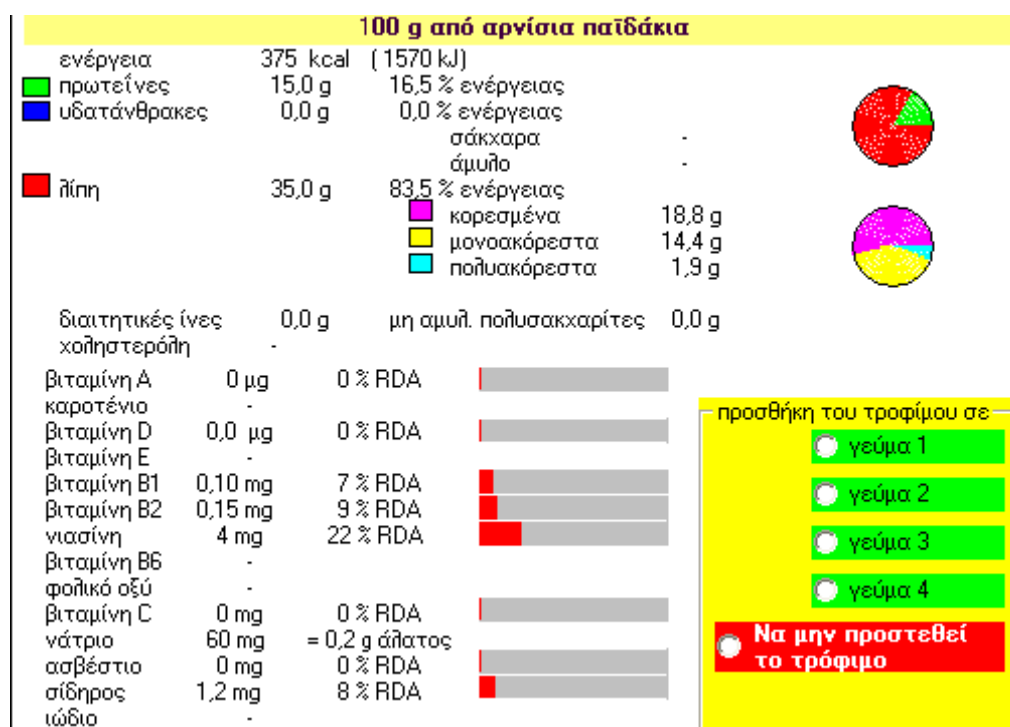 100 g από αρνίσια παϊδάκια
ενέργεια 375 kcal (1570 kJ)
πρωτεΐνες 15,0 g 16,5 % ενέργειας
υδατάνθρακες 0,0 g 0,0 % ενέργειας
σάκχαρα -
άμυλο -
λίπη 35,0 g 83,5 % ενέργειας
κορεσμένα 18,8 g
μονοακόρεστα 14,4 g
πολυακόρεστα 1,9 g
διαιτητικές ίνες 0,0 g μη αμυλ. πολυσακχαρίτες 0,0 g
χοληστερόλη -
βιταμίνη A 0 μg 0 % RDA
καροτένιο -
βιταμίνη D 0,0 μg 0 % RDA
βιταμίνη E -
βιταμίνη B1 0,10 mg 7 % RDA
βιταμίνη B2 0,15 mg 9 % RDA
νιασίνη 4 mg 22 % RDA
βιταμίνη B6 -
φολικό οξύ -
βιταμίνη C 0 mg 0 % RDA
νάτριο 60 mg = 0,2 g άλατος
ασβέστιο 0 mg 0 % RDA
σίδηρος 1,2 mg 8 % RDA
ιώδιο -
προσθήκη του τροφίμου σε
γεύμα 1
γεύμα 2
γεύμα 3
γεύμα 4
Να μην προστεθεί
το τρόφιμο